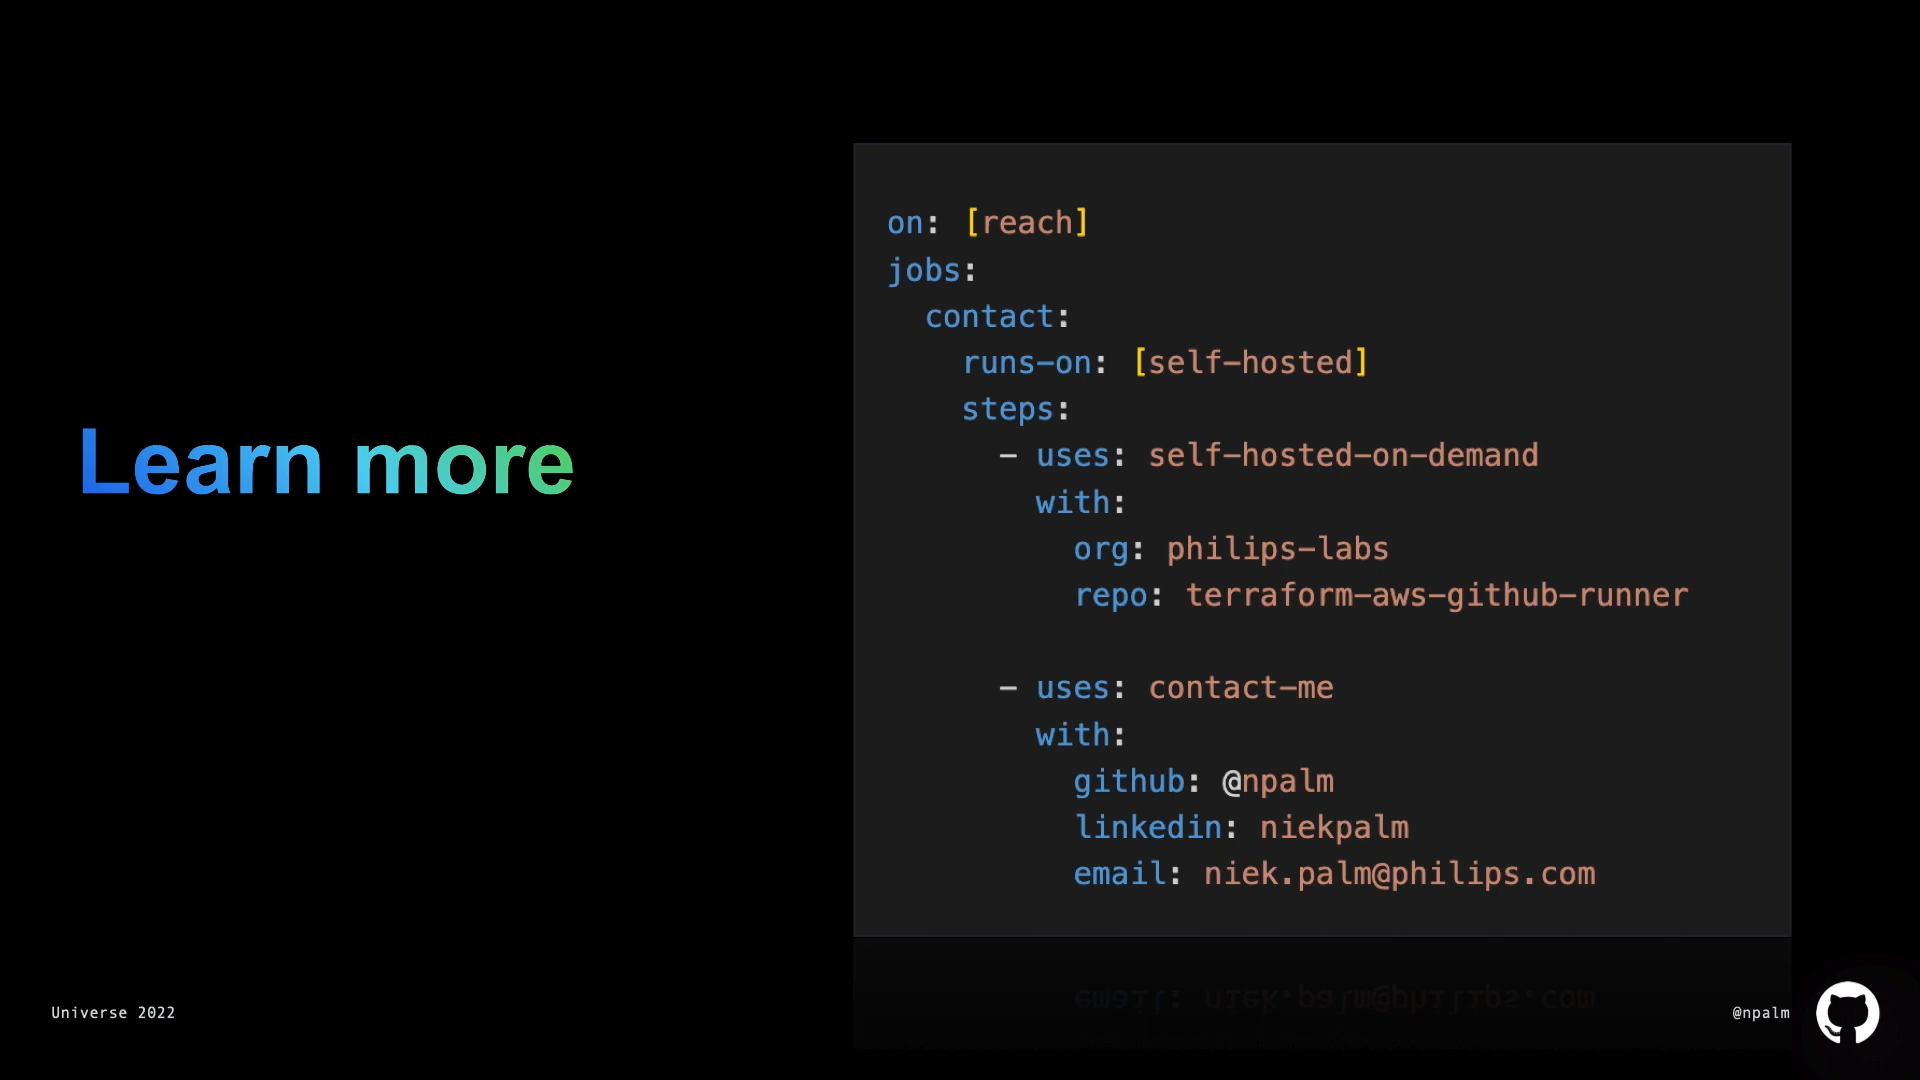 Learn more
on: [reach]
jobs:
  contact:
    runs-on: [self-hosted]
    steps:
      - uses: self-hosted-on-demand
        with:
          org: philips-labs
          repo: terraform-aws-github-runner

      - uses: contact-me
        with:
          github: @npalm
          linkedin: niekpalm
          email: niek.palm@philips.com
Universe 2022
@npalm